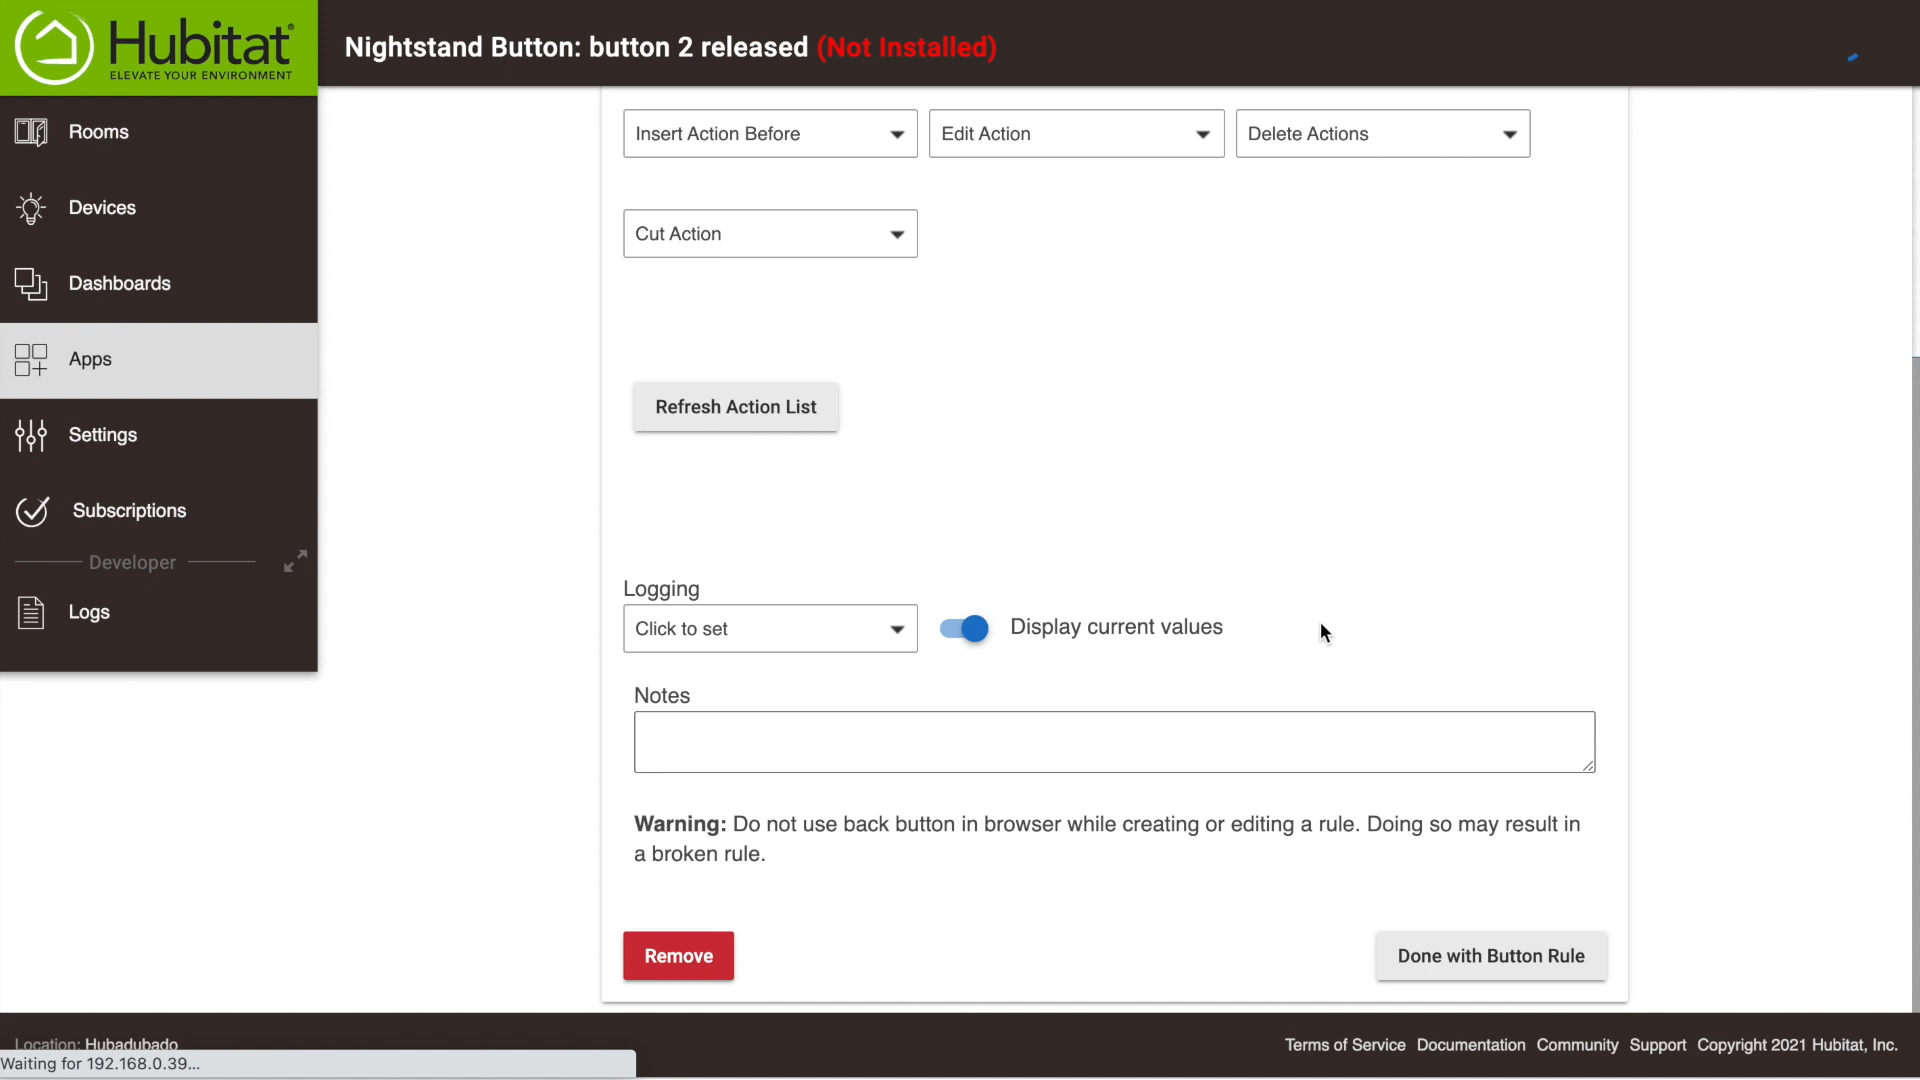 Hubitat®
ELEVATE YOUR ENVIRONMENT
Nightstand Button: button 2 released (Not Installed)
Rooms
Devices
Dashboards
Apps
Settings
Subscriptions
Developer
Logs
Insert Action Before
Edit Action
Delete Actions
Cut Action
Refresh Action List
Logging
Click to set
Display current values
Notes
Warning: Do not use back button in browser while creating or editing a rule. Doing so may result in
a broken rule.
Remove
Done with Button Rule
Location: Hubadubado
Terms of Service Documentation Community Support Copyright 2021 Hubitat, Inc.
Waiting for 192.168.0.39...